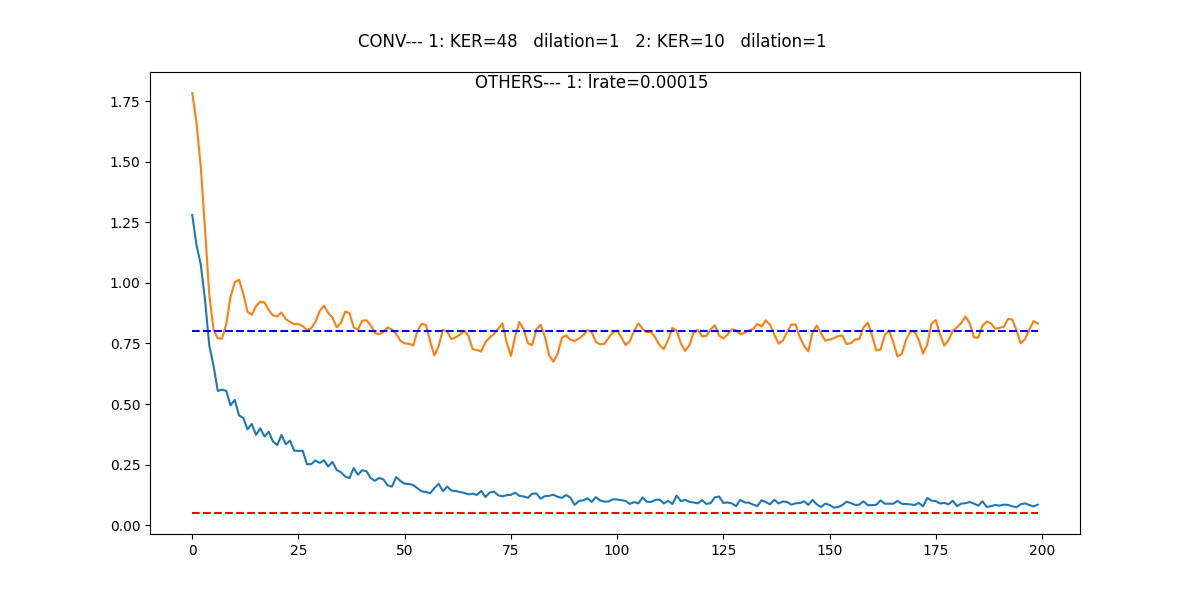 CONV--- 1: KER=48   dilation=1   2: KER=10   dilation=1
OTHERS--- 1: lrate=0.00015
1.75
1.50
1.25
1.00
0.75
0.50
0.25
0.00
0 25 50 75 100 125 150 175 200